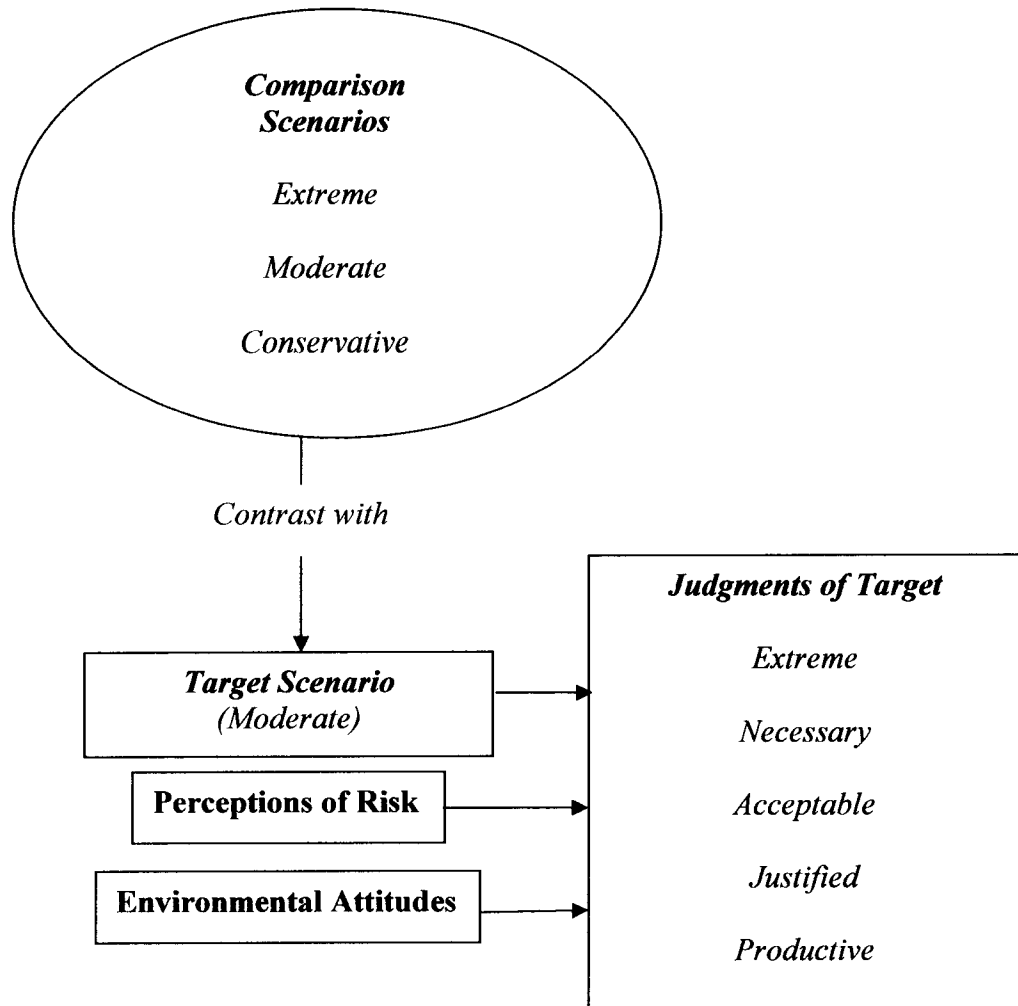 Comparison
Scenarios
Extreme
Moderate
Conservative
Contrast with
Target Scenario
(Moderate)
Perceptions of Risk
Environmental Attitudes
Judgments of Target
Extreme
Necessary
Acceptable
Justified
Productive